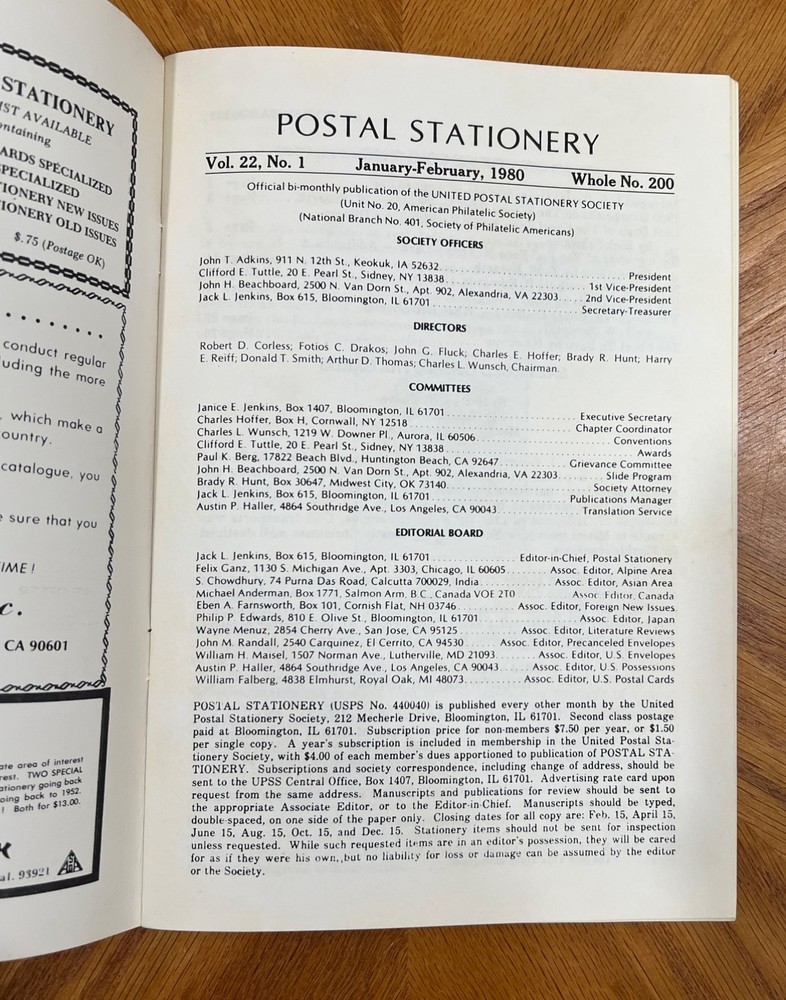 STATIONERY
IST AVAILABLE
ontaining
ARDS SPECIALIZED
SPECIALIZED
TIONERY NEW ISSUES
TIONERY OLD ISSUES
$.75 (Postage OK)
conduct regular
uding the more
, which make a
ountry.
catalogue, you
e sure that you
IME!
c.
CA 90601
ate area of interest
rest. TWO SPECIAL
ationery going back
oing back to 1952.
! Both for $13.00.
K
al. 93921
POSTAL STATIONERY
Vol. 22, No. 1 January-February, 1980 Whole No. 200
Official bi-monthly publication of the UNITED POSTAL STATIONERY SOCIETY
(Unit No. 20, American Philatelic Society)
(National Branch No. 401, Society of Philatelic Americans)
SOCIETY OFFICERS
John T. Adkins, 911 N. 12th St., Keokuk, IA 52632 President
Clifford E. Tuttle, 20 E. Pearl St., Sidney, NY 13838 1st Vice-President
John H. Beachboard, 2500 N. Van Dorn St., Apt. 902, Alexandria, VA 22303 2nd Vice-President
Jack L. Jenkins, Box 615, Bloomington, IL 61701 Secretary-Treasurer
DIRECTORS
Robert D. Corless; Fotios C. Drakos; John G. Fluck; Charles E. Hoffer; Brady R. Hunt; Harry
E. Reiff; Donald T. Smith; Arthur D. Thomas; Charles L. Wunsch, Chairman.
COMMITTEES
Janice E. Jenkins, Box 1407, Bloomington, IL 61701 Executive Secretary
Charles Hoffer, Box H, Cornwall, NY 12518 Chapter Coordinator
Charles L. Wunsch, 1219 W. Downer Pl., Aurora, IL 60506 Conventions
Clifford E. Tuttle, 20 E. Pearl St., Sidney, NY 13838 Awards
Paul K. Berg, 17822 Beach Blvd., Huntington Beach, CA 92647 Grievance Committee
John H. Beachboard, 2500 N. Van Dorn St., Apt. 902, Alexandria, VA 22303 Slide Program
Brady R. Hunt, Box 30647, Midwest City, OK 73140 Society Attorney
Jack L. Jenkins, Box 615, Bloomington, IL 61701 Publications Manager
Austin P. Haller, 4864 Southridge Ave., Los Angeles, CA 90043 Translation Service
EDITORIAL BOARD
Jack L. Jenkins, Box 615, Bloomington, IL 61701 Editor-in-Chief, Postal Stationery
Felix Ganz, 1130 S. Michigan Ave., Apt. 3303, Chicago, IL 60605 Assoc. Editor, Alpine Area
S. Chowdhury, 74 Purna Das Road, Calcutta 700029, India Assoc. Editor, Asian Area
Michael Anderman, Box 1771, Salmon Arm, B.C., Canada VOE 2T0 Assoc. Editor, Canada
Eben A. Farnsworth, Box 101, Cornish Flat, NH 03746 Assoc. Editor, Foreign New Issues
Philip P. Edwards, 810 E. Olive St., Bloomington, IL 61701 Assoc. Editor, Japan
Wayne Menuz, 2854 Cherry Ave., San Jose, CA 95125 Assoc. Editor, Literature Reviews
John M. Randall, 2540 Carquinez, El Cerrito, CA 94530 Assoc. Editor, Precanceled Envelopes
William H. Maisel, 1507 Norman Ave., Lutherville, MD 21093 Assoc. Editor, U.S. Envelopes
Austin P. Haller, 4864 Southridge Ave., Los Angeles, CA 90043 Assoc. Editor, U.S. Possessions
William Falberg, 4838 Elmhurst, Royal Oak, MI 48073 Assoc. Editor, U.S. Postal Cards
POSTAL STATIONERY (USPS No. 440040) is published every other month by the United
Postal Stationery Society, 212 Mecherle Drive, Bloomington, IL 61701. Second class postage
paid at Bloomington, IL 61701. Subscription price for non-members $7.50 per year, or $1.50
per single copy. A year's subscription is included in membership in the United Postal Sta-
tionery Society, with $4.00 of each member's dues apportioned to publication of POSTAL STA-
TIONERY. Subscriptions and society correspondence, including change of address, should be
sent to the UPSS Central Office, Box 1407, Bloomington, IL 61701. Advertising rate card upon
request from the same address. Manuscripts and publications for review should be sent to
the appropriate Associate Editor, or to the Editor-in-Chief. Manuscripts should be typed,
double-spaced, on one side of the paper only. Closing dates for all copy are: Feb. 15, April 15,
June 15, Aug. 15, Oct. 15, and Dec. 15. Stationery items should not be sent for inspection
unless requested. While such requested items are in an editor's possession, they will be cared
for as if they were his own, but no liability for loss or damage can be assumed by the editor
or the Society.